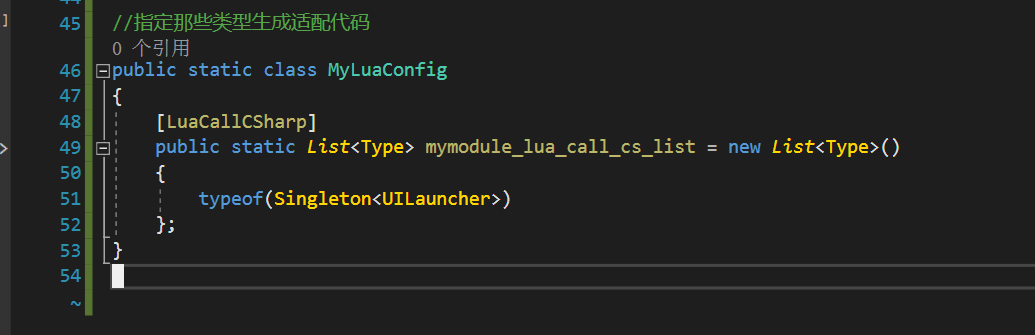 44
45 //指定那些类型生成适配代码
0 个引用
46 public static class MyLuaConfig
47 {
48 [LuaCallCSharp]
49 public static List<Type> mymodule_lua_call_cs_list = new List<Type>()
50 {
51 typeof(Singleton<UILauncher>)
52 };
53 }
54
~